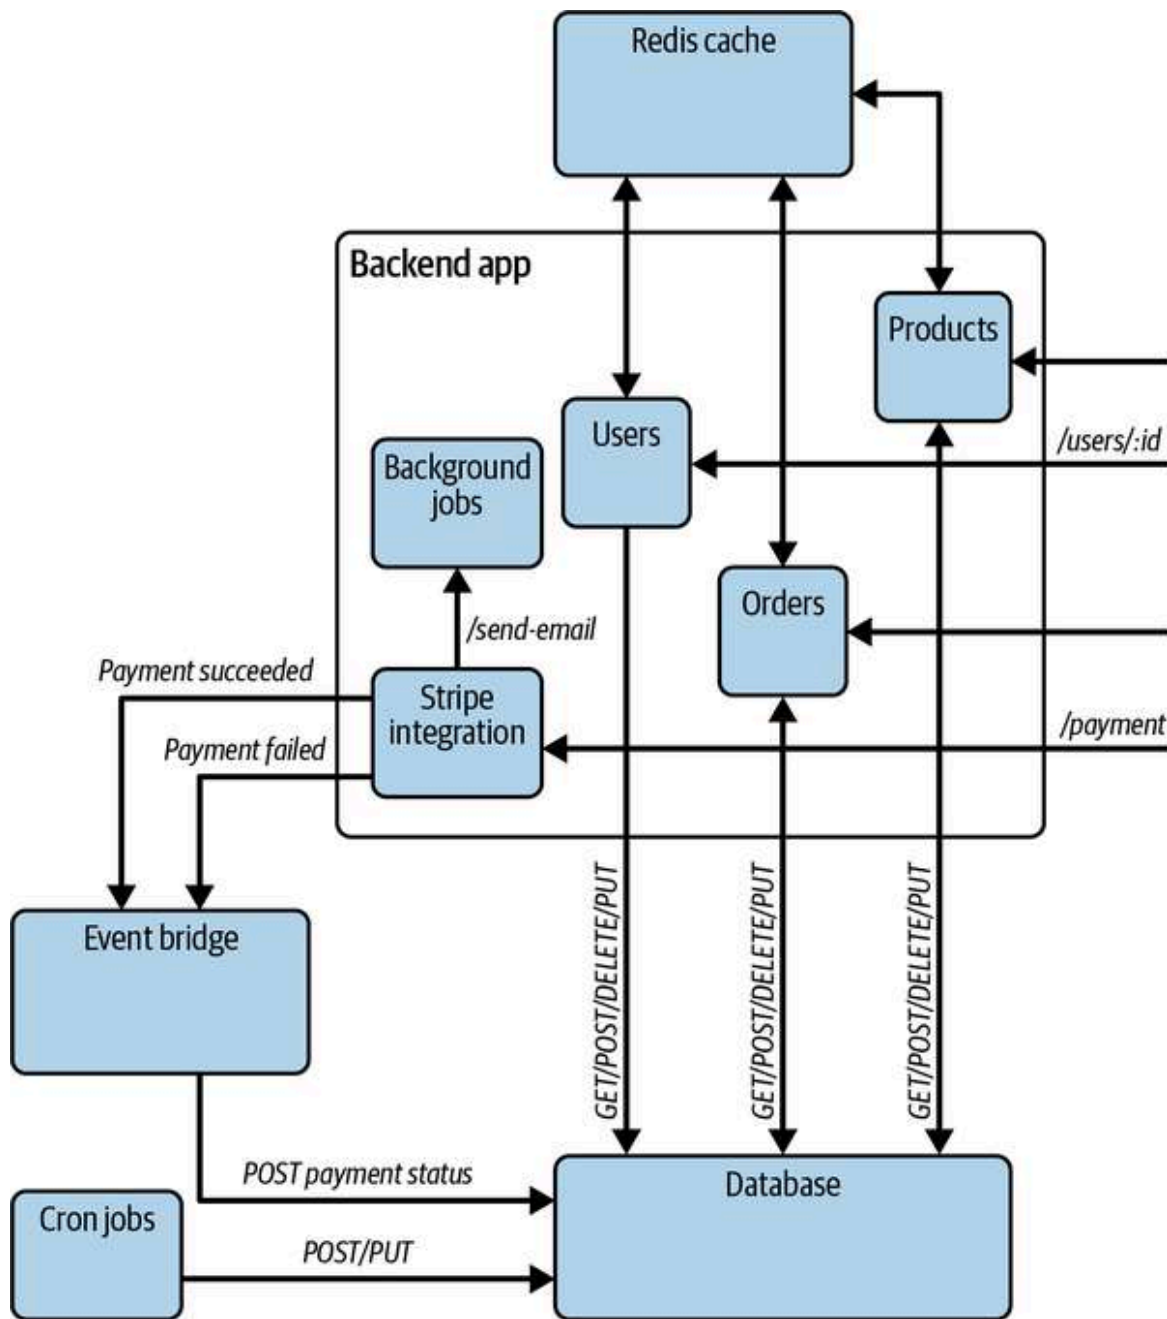 Redis cache
Backend app
Products
/users/:id
Users
Background
jobs
Orders
/send-email
Payment succeeded
Stripe
integration
/payment
Payment failed
GET/POST/DELETE/PUT
GET/POST/DELETE/PUT
GET/POST/DELETE/PUT
Event bridge
POST payment status
Database
Cron jobs
POST/PUT